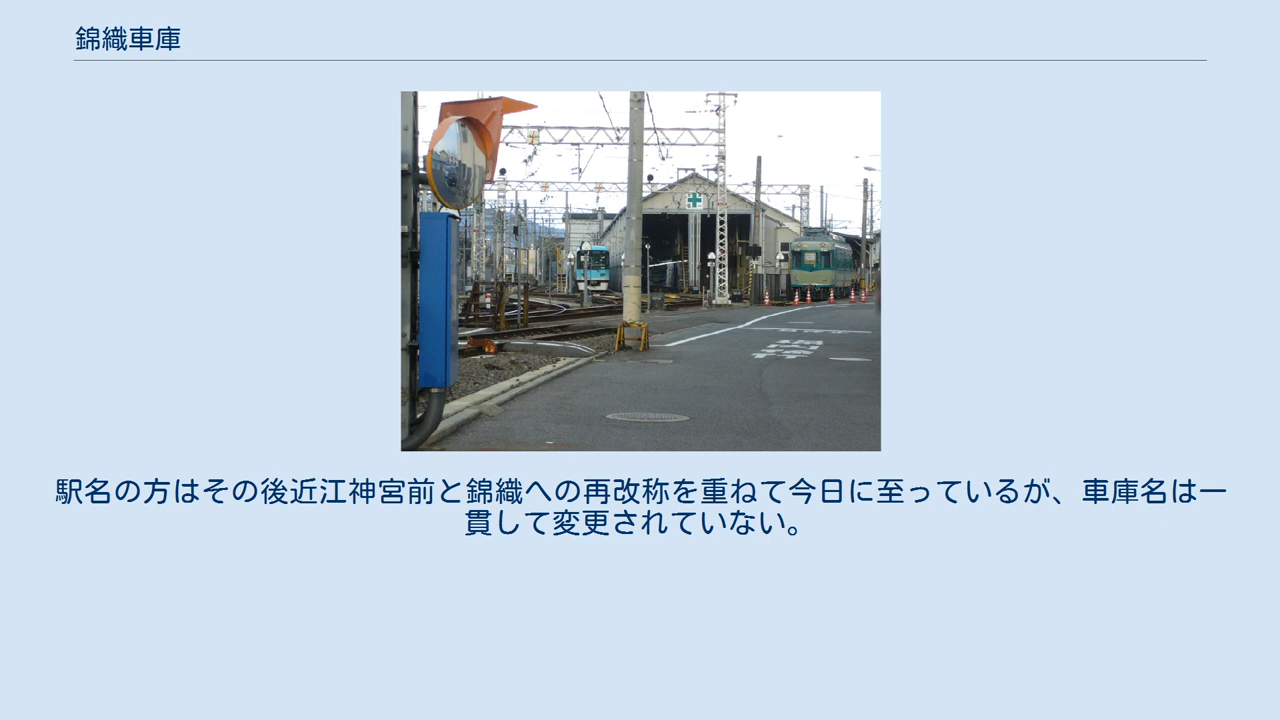 錦織車庫
駅名の方はその後近江神宮前と錦織への再改称を重ねて今日に至っているが、車庫名は一
貫して変更されていない。